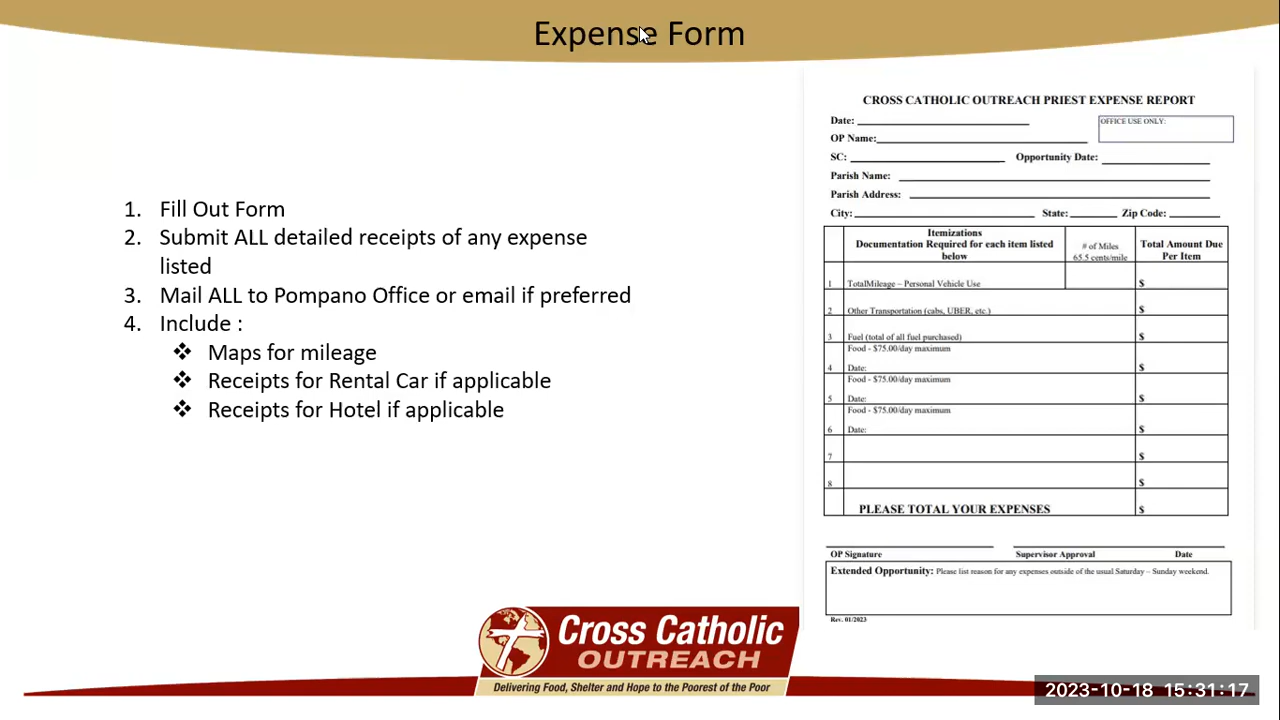 Expense Form
1. Fill Out Form
2. Submit ALL detailed receipts of any expense
listed
3. Mail ALL to Pompano Office or email if preferred
4. Include :
❖ Maps for mileage
❖ Receipts for Rental Car if applicable
❖ Receipts for Hotel if applicable
CROSS CATHOLIC OUTREACH PRIEST EXPENSE REPORT
Date:
OFFICE USE ONLY:
OP Name:
SC: Opportunity Date:
Parish Name:
Parish Address:
City: State: Zip Code:
Itemizations
Documentation Required for each item listed
below
# of Miles
65.5 cents/mile
Total Amount Due
Per Item
1 TotalMileage – Personal Vehicle Use $
2 Other Transportation (cabs, UBER, etc.) $
3 Fuel (total of all fuel purchased) $
Food - $75.00/day maximum
4 Date: $
Food - $75.00/day maximum
5 Date: $
Food - $75.00/day maximum
6 Date: $
7 $
8 $
PLEASE TOTAL YOUR EXPENSES $
OP Signature Supervisor Approval Date
Extended Opportunity: Please list reason for any expenses outside of the usual Saturday – Sunday weekend.
Rev. 01/2023
Cross Catholic
OUTREACH
Delivering Food, Shelter and Hope to the Poorest of the Poor
2023-10-18 15:31:17